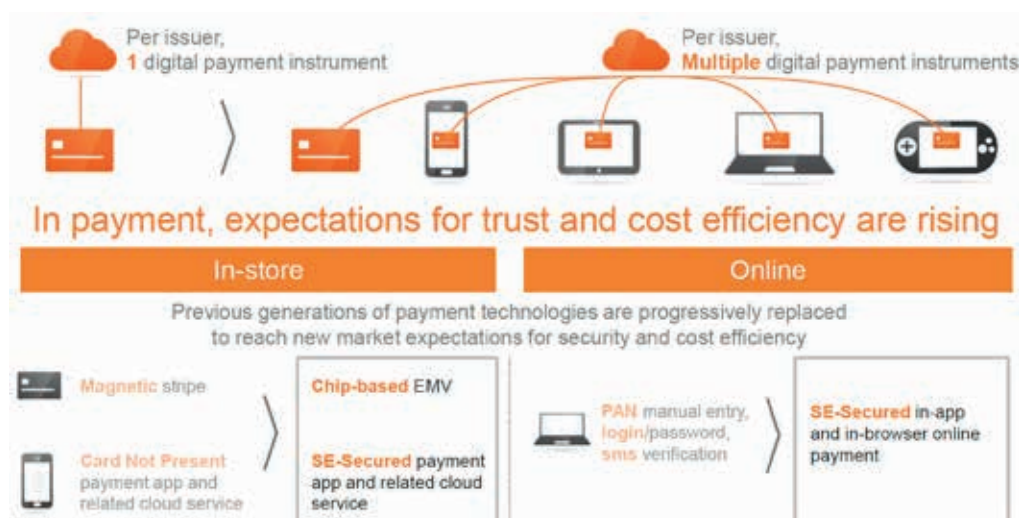 Per issuer,
1 digital payment instrument
Per issuer,
Multiple digital payment instruments
In payment, expectations for trust and cost efficiency are rising
In-store
Online
Previous generations of payment technologies are progressively replaced
to reach new market expectations for security and cost efficiency
Magnetic stripe
Chip-based EMV
Card Not Present
payment app and
related cloud service
SE-Secured payment
app and related cloud
service
PAN manual entry,
login/password,
sms verification
SE-Secured in-app
and in-browser online
payment